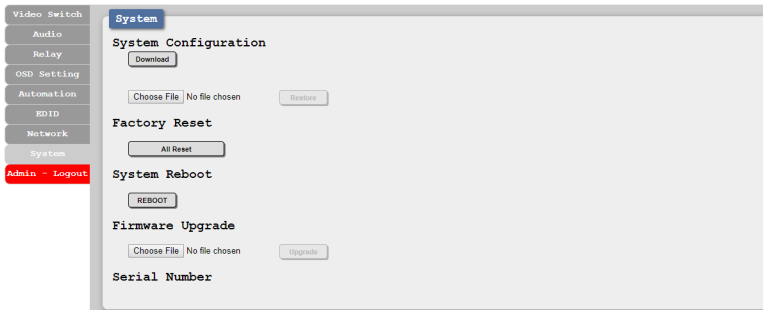 Video Switch
Audio
Relay
OSD Setting
Automation
EDID
Network
System
Admin - Logout
System
System Configuration
Download
Choose File No file chosen Restore
Factory Reset
All Reset
System Reboot
REBOOT
Firmware Upgrade
Choose File No file chosen Upgrade
Serial Number